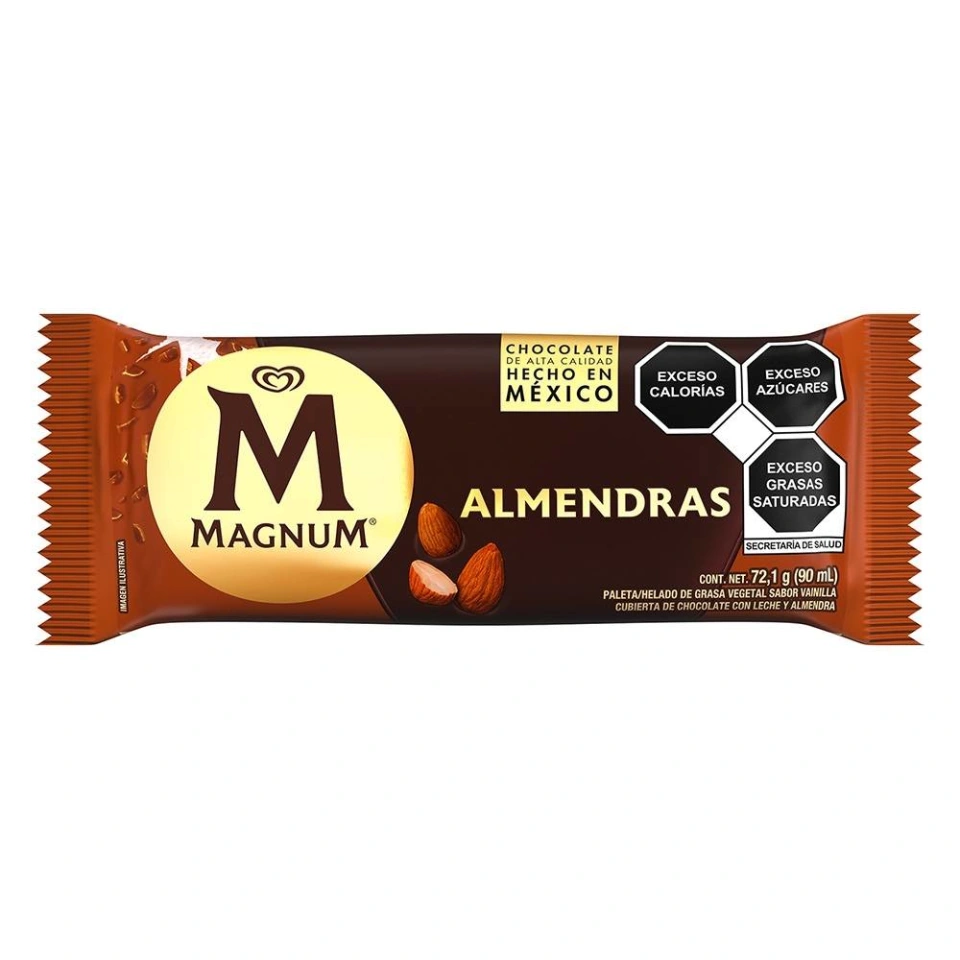 M
MAGNUM®
CHOCOLATE
DE ALTA CALIDAD
HECHO EN
MÉXICO
EXCESO
CALORÍAS
EXCESO
AZÚCARES
EXCESO
GRASAS
SATURADAS
SECRETARÍA DE SALUD
ALMENDRAS
CONT. NET. 72,1 g (90 mL)
PALETA/HELADO DE GRASA VEGETAL SABOR VAINILLA
CUBIERTA DE CHOCOLATE CON LECHE Y ALMENDRA
IMAGEN ILUSTRATIVA